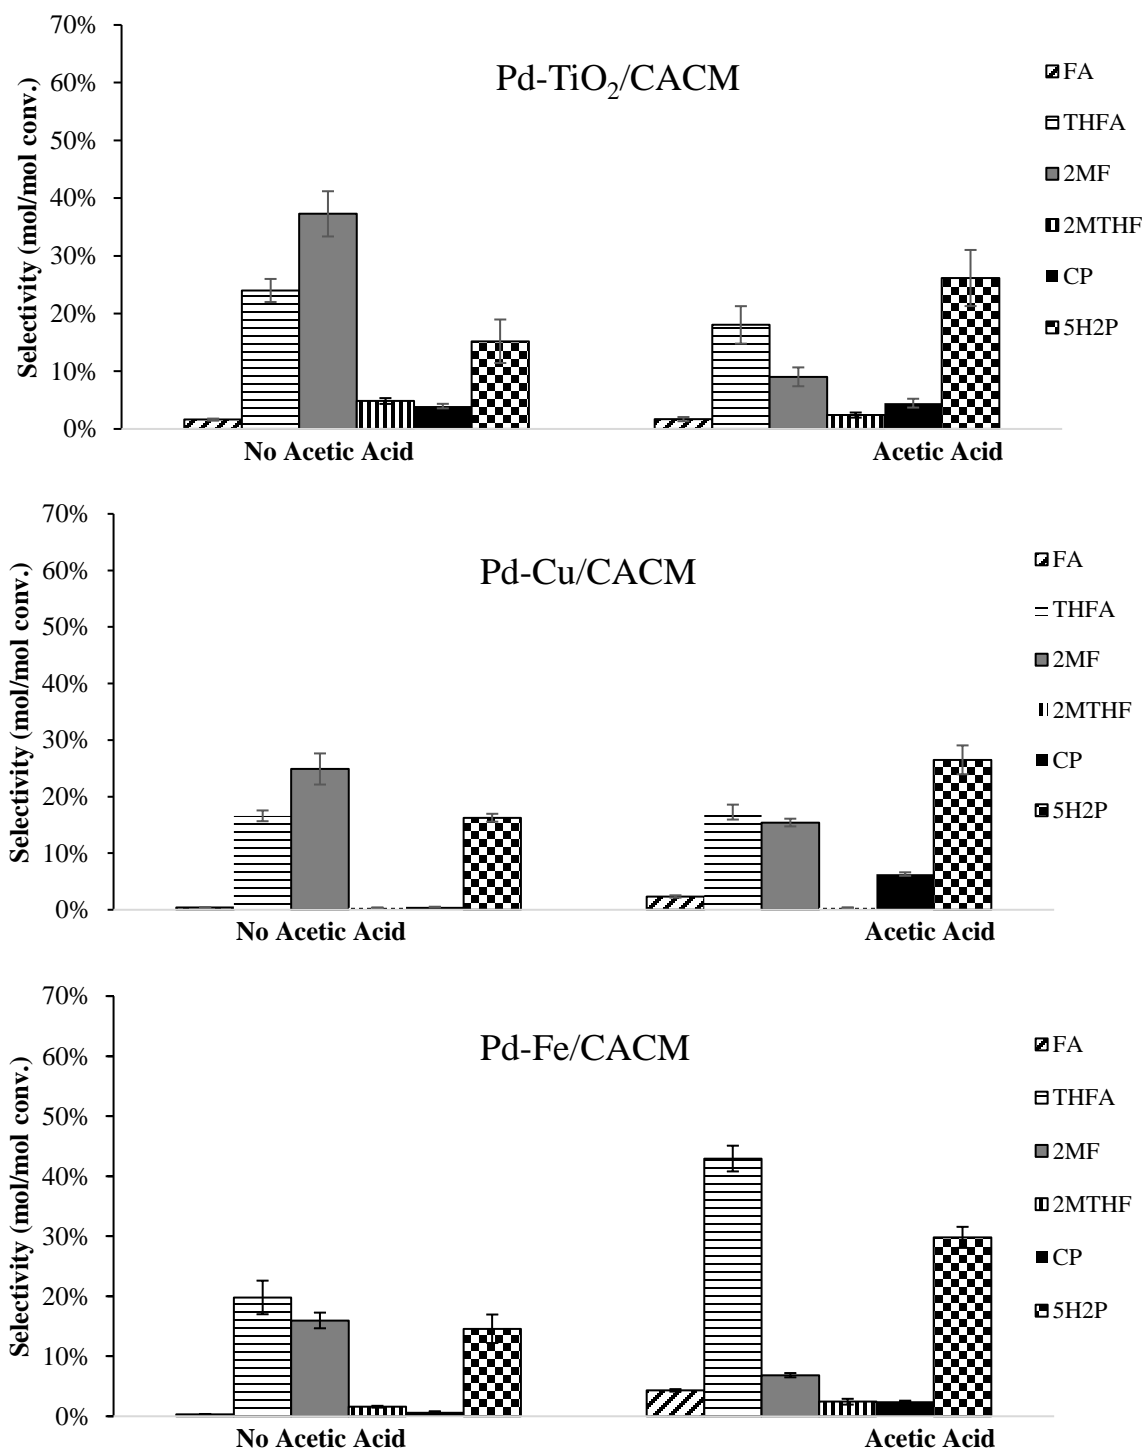 Pd-TiO₂/CACM
Selectivity (mol/mol conv.)
70%
60%
50%
40%
30%
20%
10%
0%
No Acetic Acid
Acetic Acid
FA
THFA
2MF
2MTHF
CP
5H2P
Pd-Cu/CACM
Selectivity (mol/mol conv.)
70%
60%
50%
40%
30%
20%
10%
0%
No Acetic Acid
Acetic Acid
FA
THFA
2MF
2MTHF
CP
5H2P
Pd-Fe/CACM
Selectivity (mol/mol conv.)
70%
60%
50%
40%
30%
20%
10%
0%
No Acetic Acid
Acetic Acid
FA
THFA
2MF
2MTHF
CP
5H2P